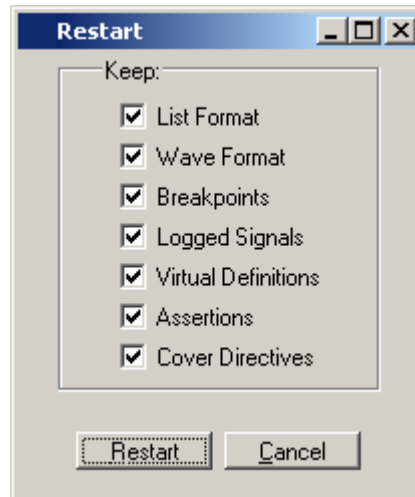 Restart
Keep:
List Format
Wave Format
Breakpoints
Logged Signals
Virtual Definitions
Assertions
Cover Directives
Restart Cancel